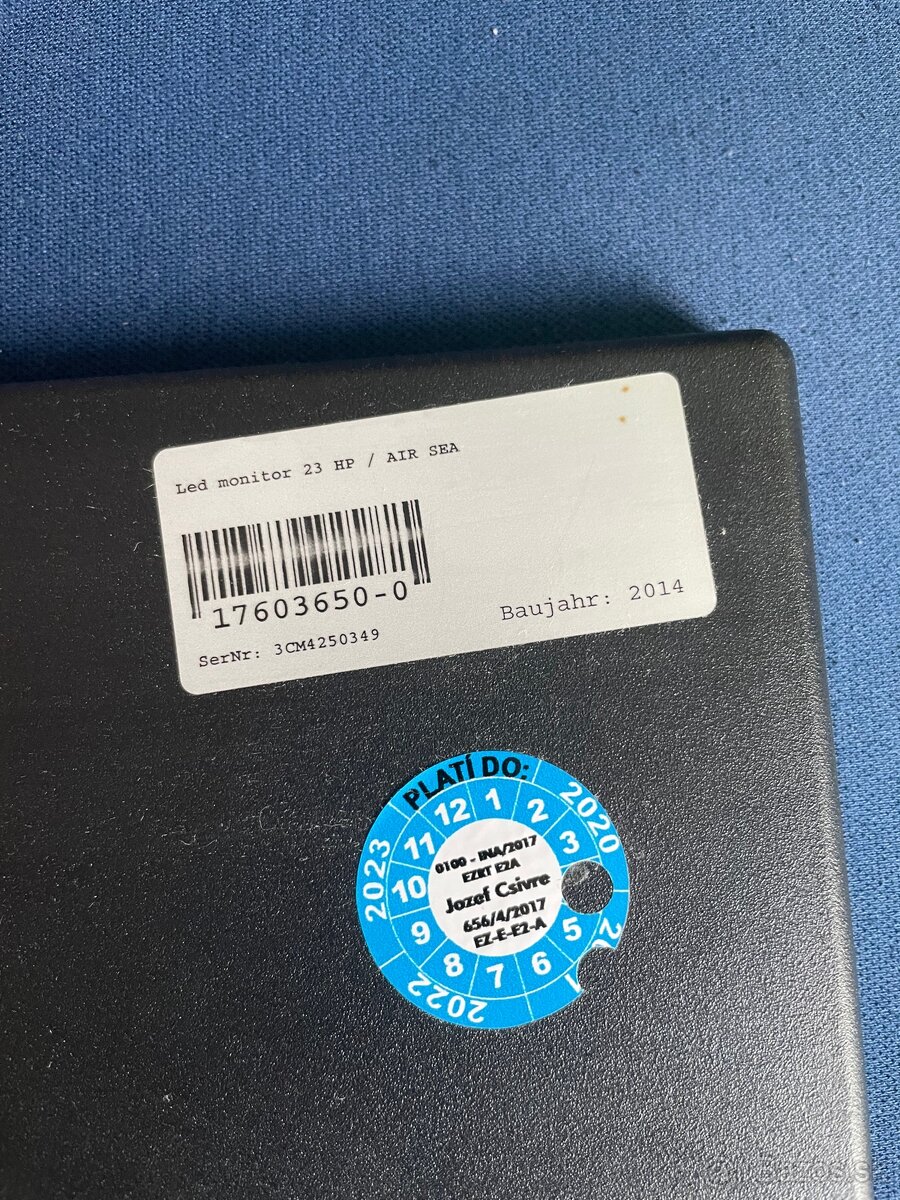 Led monitor 23 HP / AIR SEA
17603650-0
SerNr: 3CM4250349
Baujahr: 2014
PLATÍ DO:
12 1 2 3 5 6 7 8 9 10 11
2020
2022
2023
0100 - INA/2017
EZRT E2A
Jozef Csivre
656/4/2017
EZ-E-E2-A